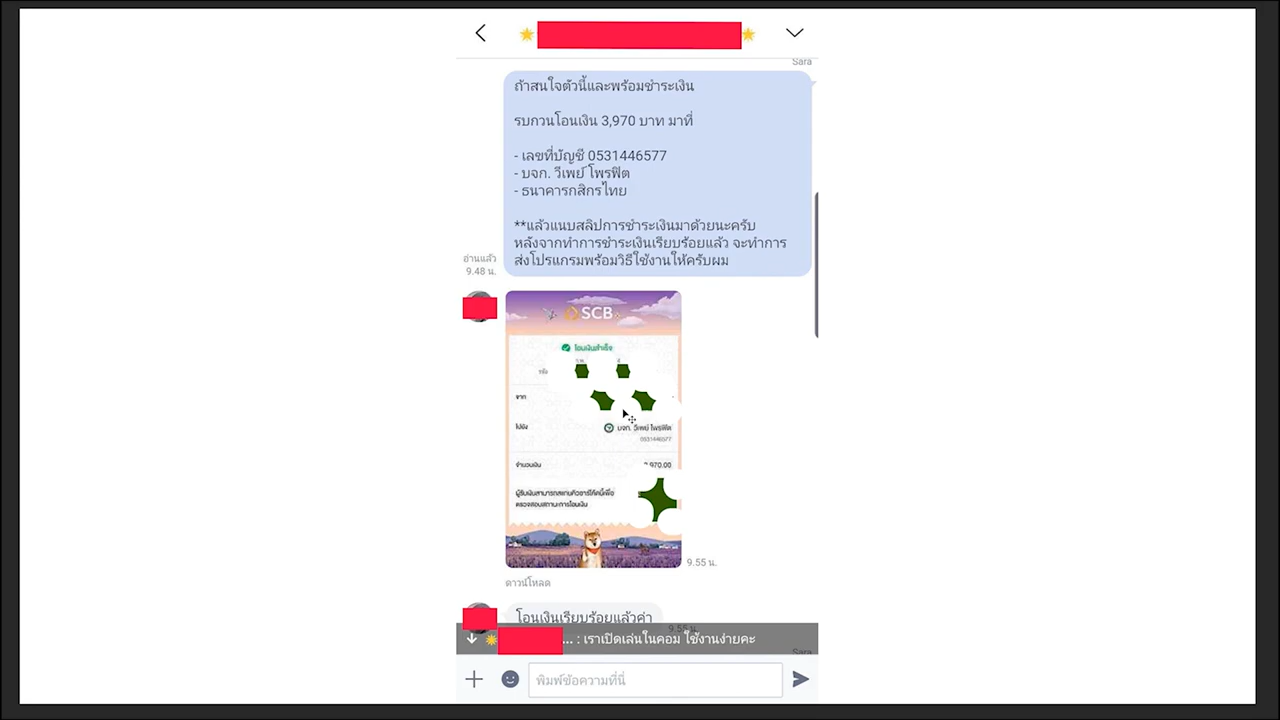 Sara
ถ้าสนใจตัวนี้และพร้อมชำระเงิน
รบกวนโอนเงิน 3,970 บาท มาที่
- เลขที่บัญชี 0531446577
- บจก. วีเพย์ โพรฟิต
- ธนาคารกสิกรไทย
**แล้วแนบสลิปการชำระเงินมาด้วยนะครับ
หลังจากทำการชำระเงินเรียบร้อยแล้ว จะทำการ
ส่งโปรแกรมพร้อมวิธีใช้งานให้ครับผม
อ่านแล้ว
9.48 น.
SCB
โอนเงินสำเร็จ
รหัส
จาก
ไปยัง
บจก. วีเพย์ โพรฟิต
0531446577
จำนวนเงิน
970.00
ผู้รับเงินสามารถสแกนคิวอาร์โค้ดนี้เพื่อ
ตรวจสอบสถานะการโอนเงิน
9.55 น.
ดาวน์โหลด
โอนเงินเรียบร้อยแล้วค่า
9.55 น.
... : เราเปิดเล่นในคอม ใช้งานง่ายคะ
Sara
พิมพ์ข้อความที่นี่